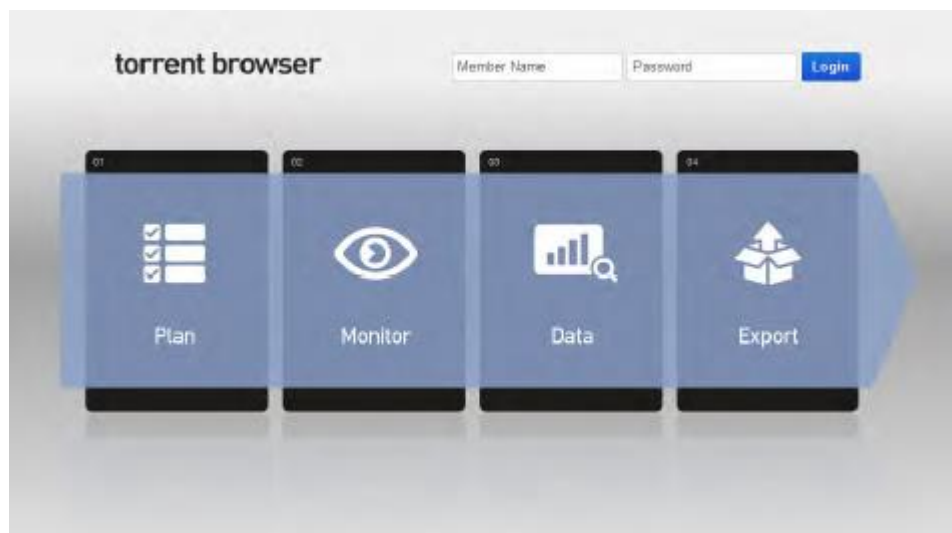 torrent browser
Member Name
Password
Login
01
02
03
04
Plan
Monitor
Data
Export